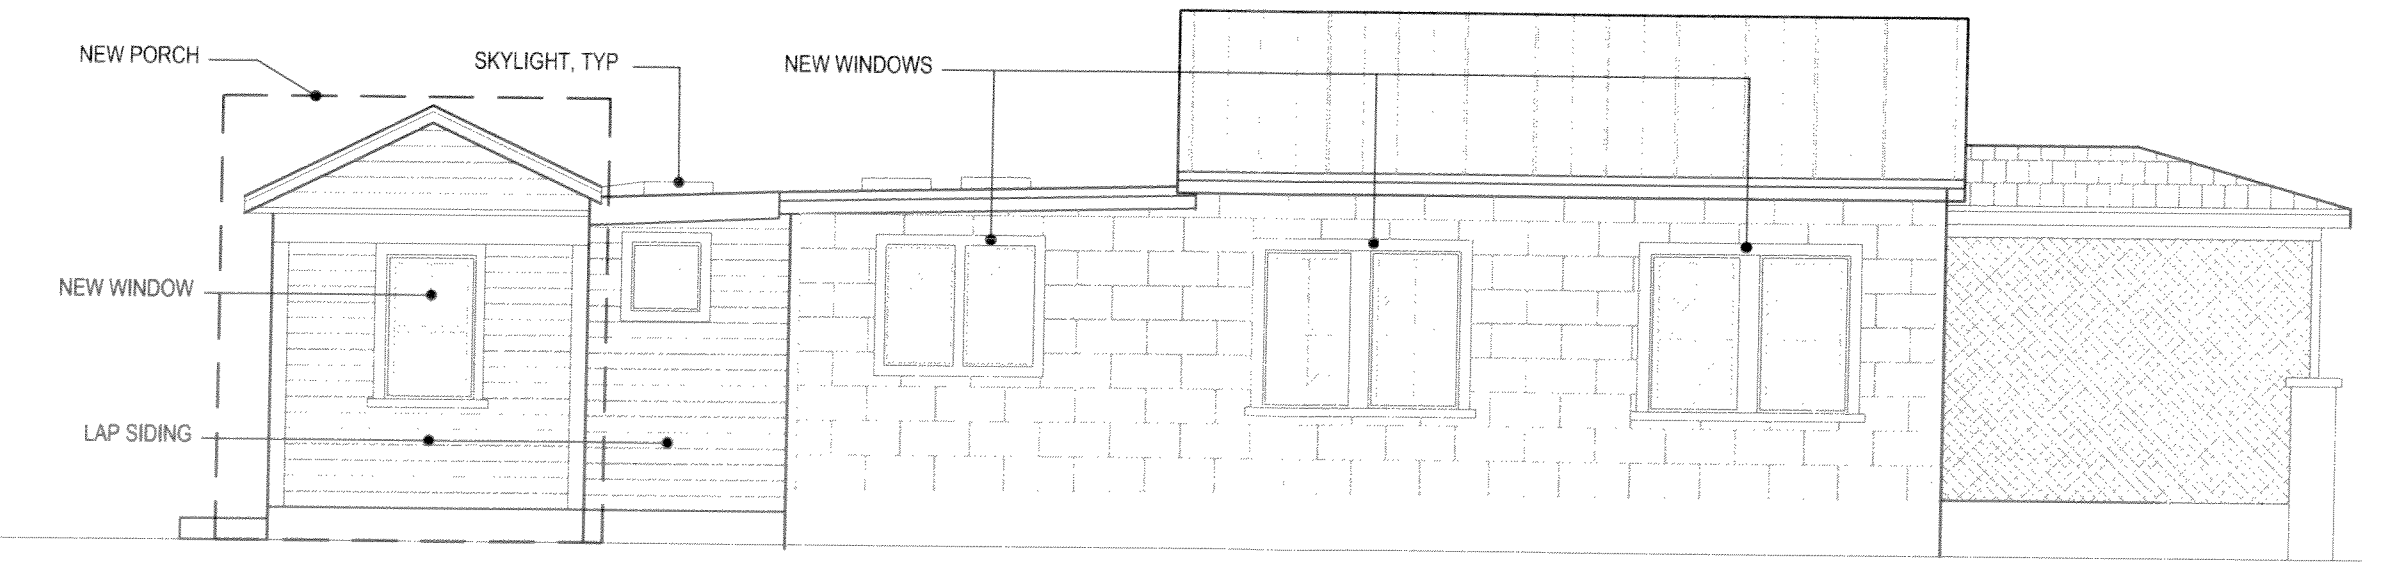 NEW PORCH
SKYLIGHT, TYP
NEW WINDOWS
NEW WINDOW
LAP SIDING